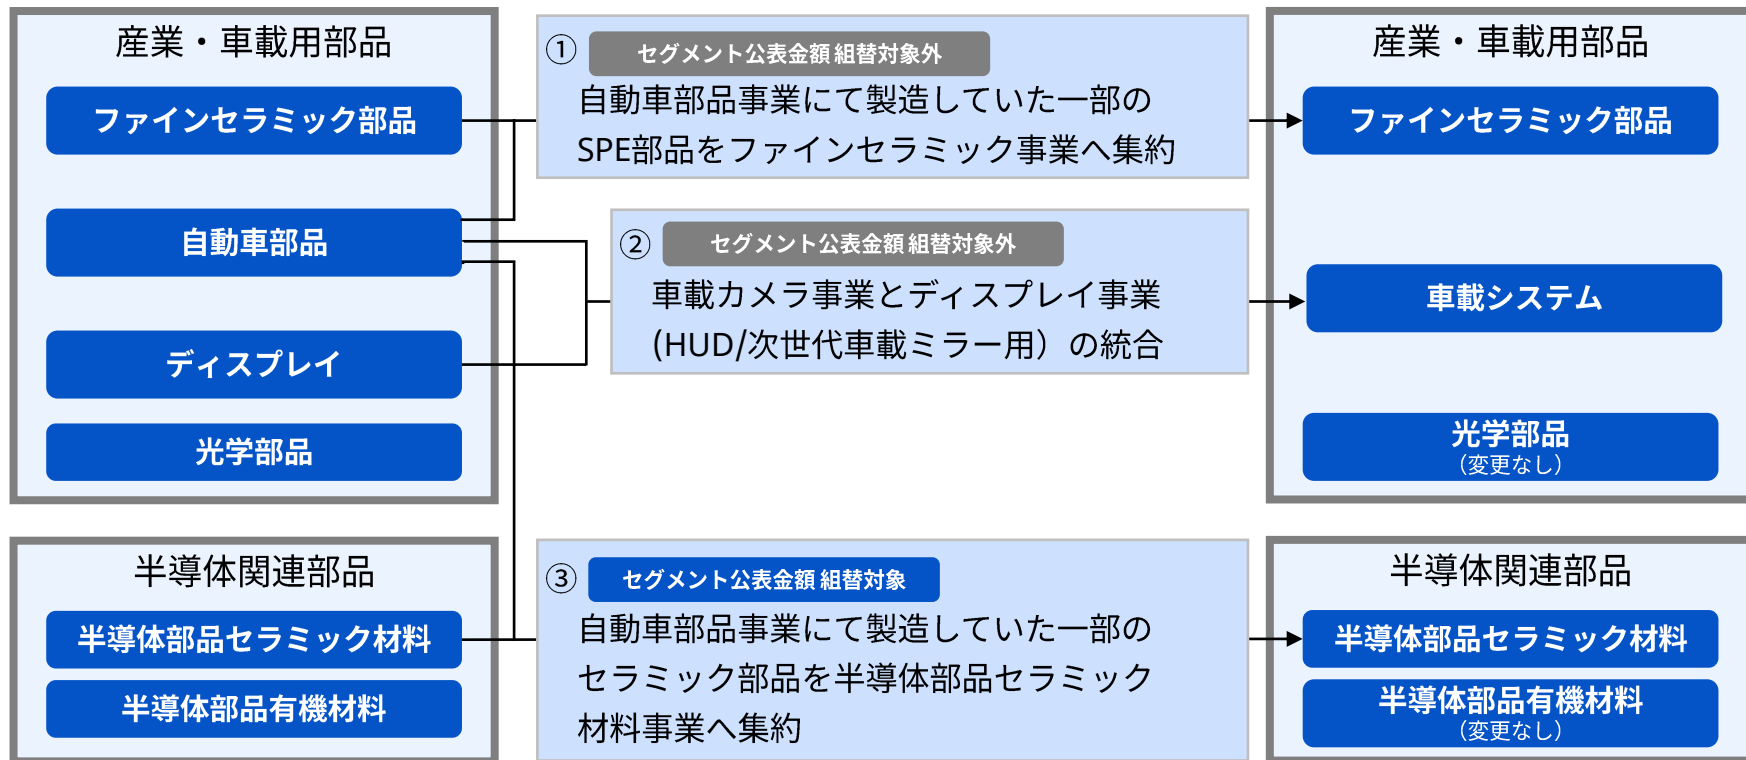 産業・車載用部品
ファインセラミック部品
自動車部品
ディスプレイ
光学部品
半導体関連部品
半導体部品セラミック材料
半導体部品有機材料
① セグメント公表金額 組替対象外
自動車部品事業にて製造していた一部の
SPE部品をファインセラミック事業へ集約
② セグメント公表金額 組替対象外
車載カメラ事業とディスプレイ事業
(HUD/次世代車載ミラー用）の統合
③ セグメント公表金額 組替対象
自動車部品事業にて製造していた一部の
セラミック部品を半導体部品セラミック
材料事業へ集約
産業・車載用部品
ファインセラミック部品
車載システム
光学部品
（変更なし）
半導体関連部品
半導体部品セラミック材料
半導体部品有機材料
（変更なし）